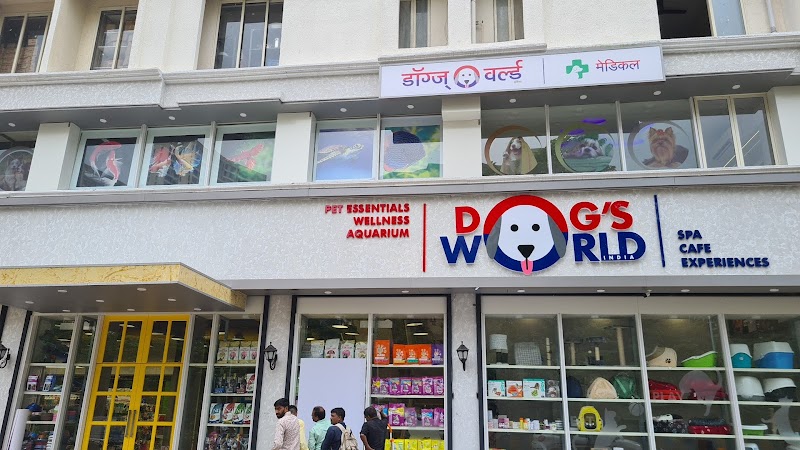 डॉग्ज् वर्ल्ड मेडिकल
PET ESSENTIALS
WELLNESS
AQUARIUM
DOG'S
WORLD
INDIA
SPA
CAFE
EXPERIENCES